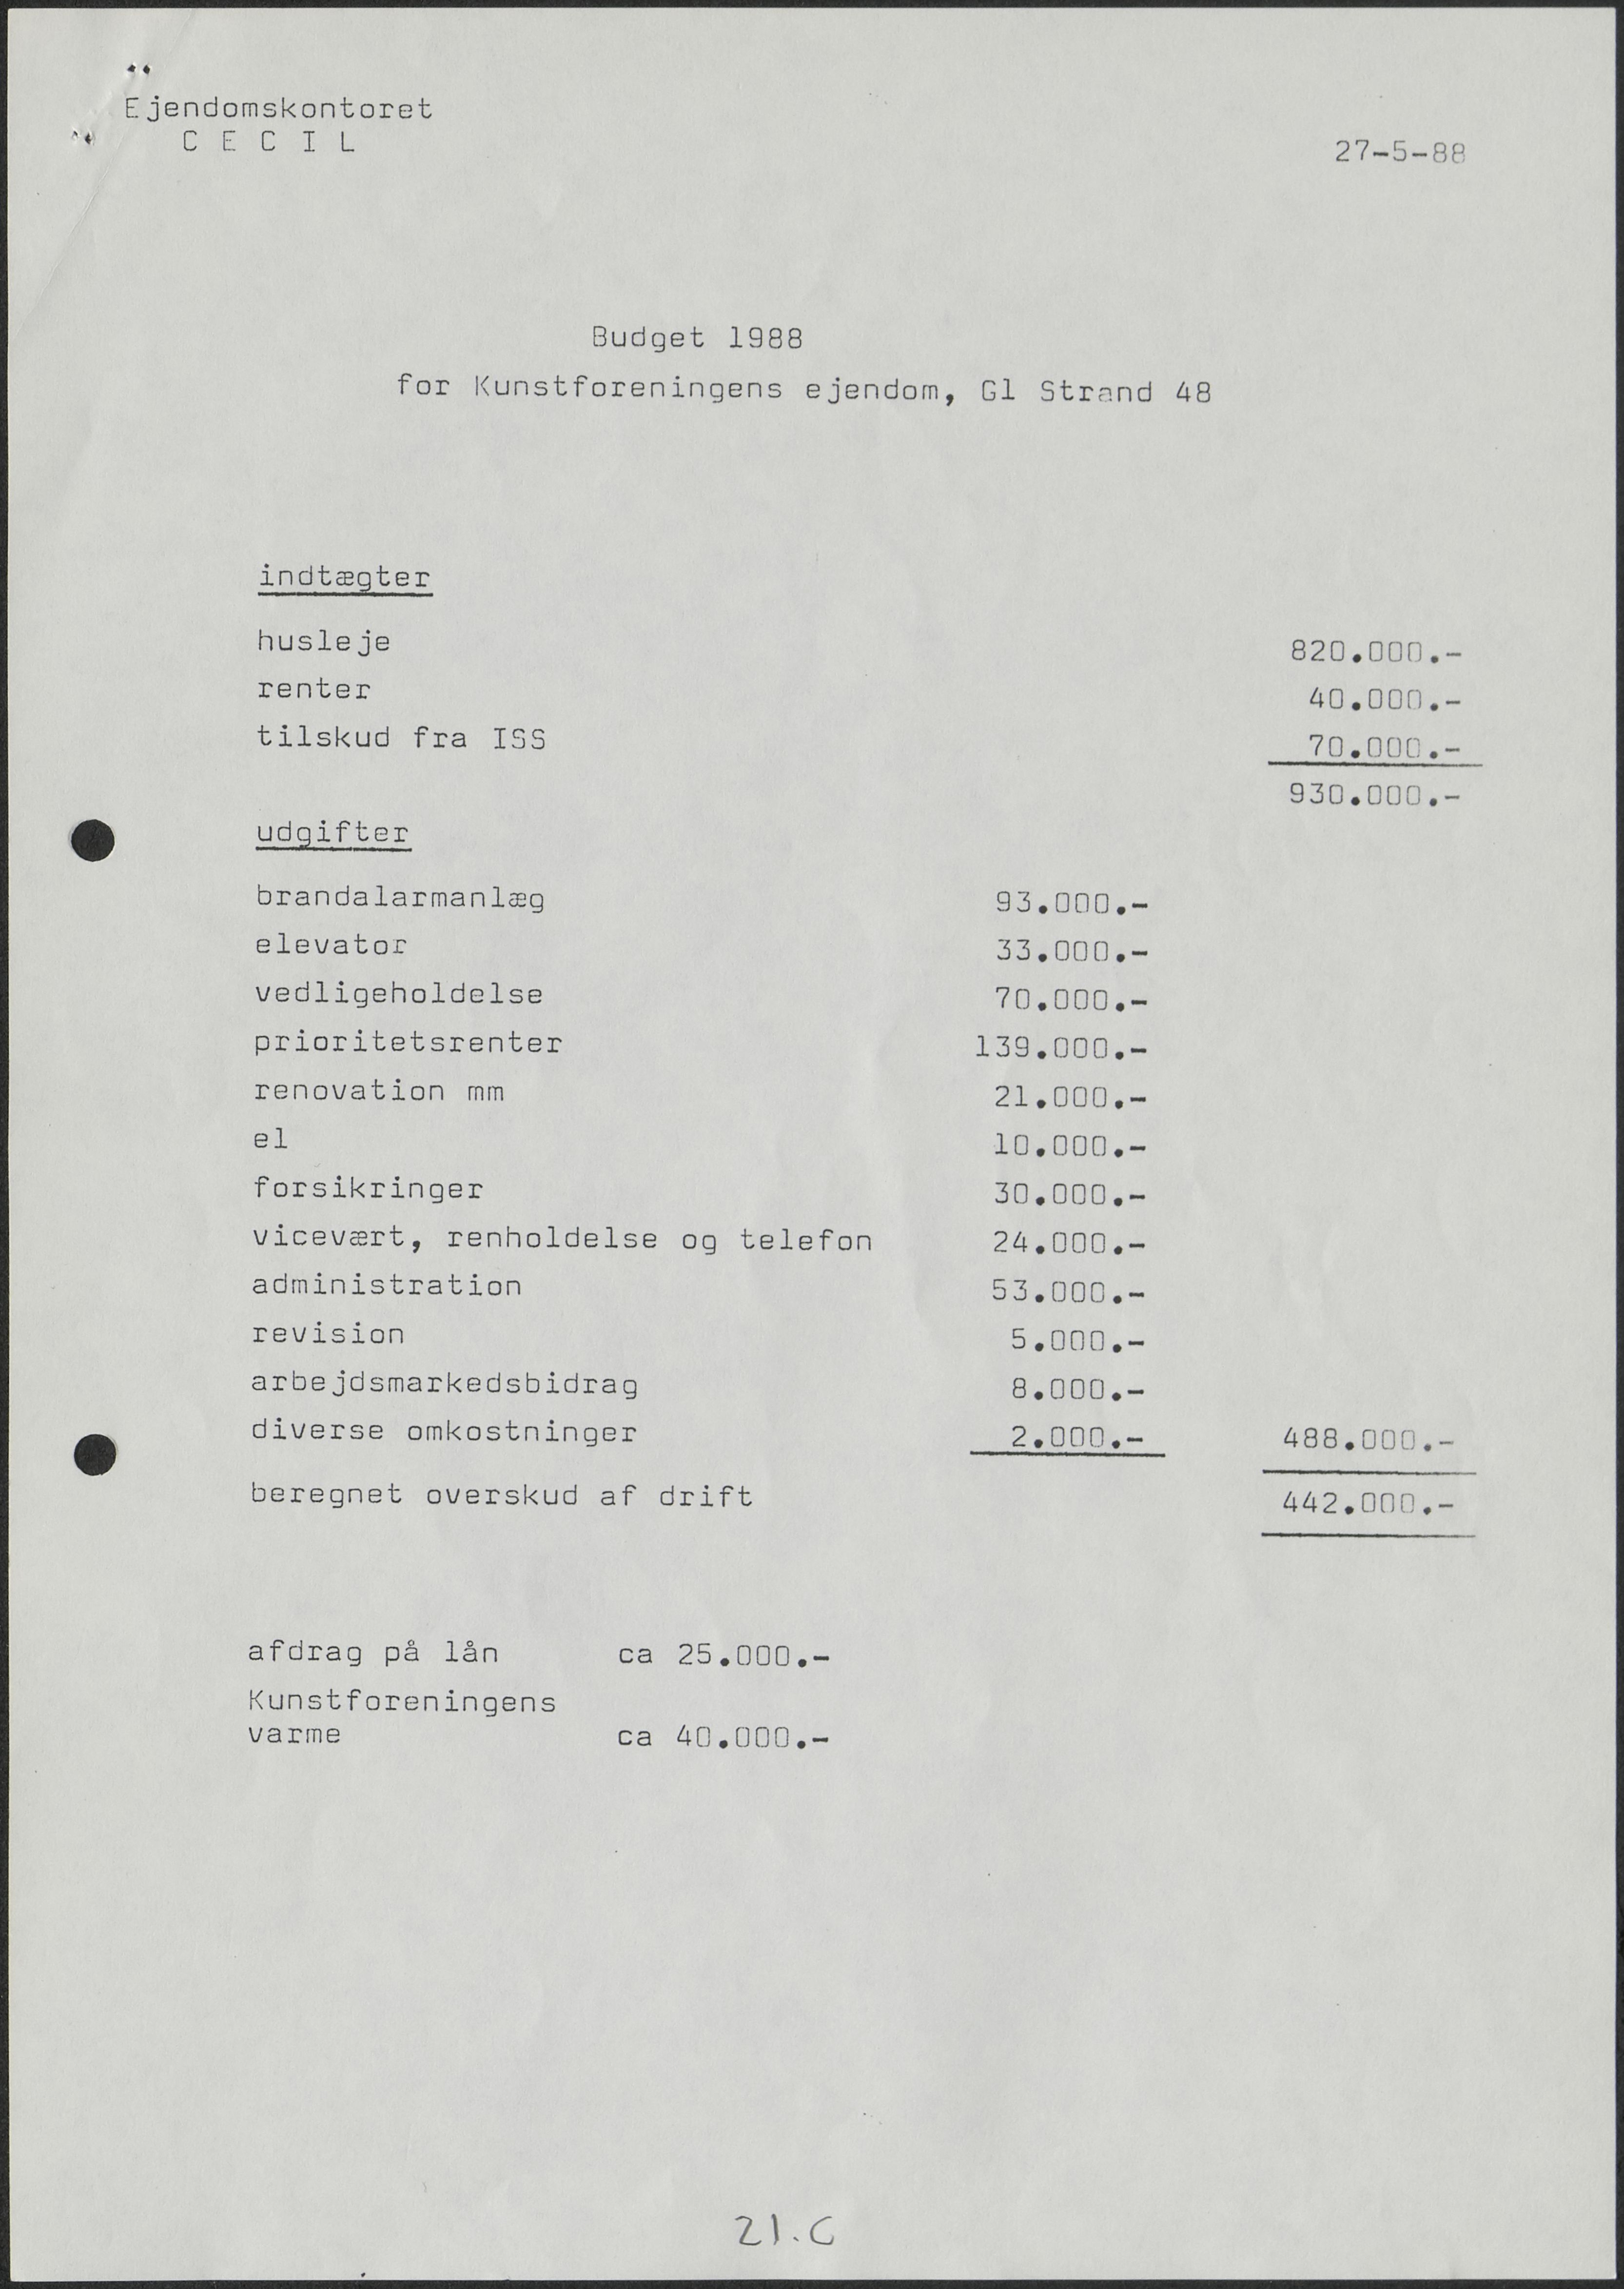 Ejendomskontoret
C E C I L
27-5-88
Budget 1988
for Kunstforeningens ejendom, Gl Strand 48
indtægter
husleje 820.000.-
renter 40.000.-
tilskud fra ISS 70.000.-
930.000.-
udgifter
brandalarmanlæg 93.000.-
elevator 33.000.-
vedligeholdelse 70.000.-
prioritetsrenter 139.000.-
renovation mm 21.000.-
el 10.000.-
forsikringer 30.000.-
vicevært, renholdelse og telefon 24.000.-
administration 53.000.-
revision 5.000.-
arbejdsmarkedsbidrag 8.000.-
diverse omkostninger 2.000.- 488.000.-
beregnet overskud af drift 442.000.-
afdrag på lån ca 25.000.-
Kunstforeningens
varme ca 40.000.-
21.C